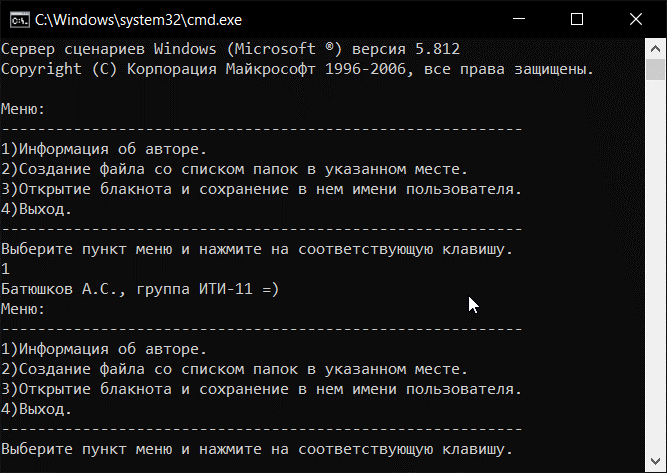 C:\Windows\system32\cmd.exe
Сервер сценариев Windows (Microsoft ®) версия 5.812
Copyright (C) Корпорация Майкрософт 1996-2006, все права защищены.
Меню:
----------------------------------------------------------
1)Информация об авторе.
2)Создание файла со списком папок в указанном месте.
3)Открытие блакнота и сохранение в нем имени пользователя.
4)Выход.
----------------------------------------------------------
Выберите пункт меню и нажмите на соответствующую клавишу.
1
Батюшков А.С., группа ИТИ-11 =)
Меню:
----------------------------------------------------------
1)Информация об авторе.
2)Создание файла со списком папок в указанном месте.
3)Открытие блакнота и сохранение в нем имени пользователя.
4)Выход.
----------------------------------------------------------
Выберите пункт меню и нажмите на соответствующую клавишу.